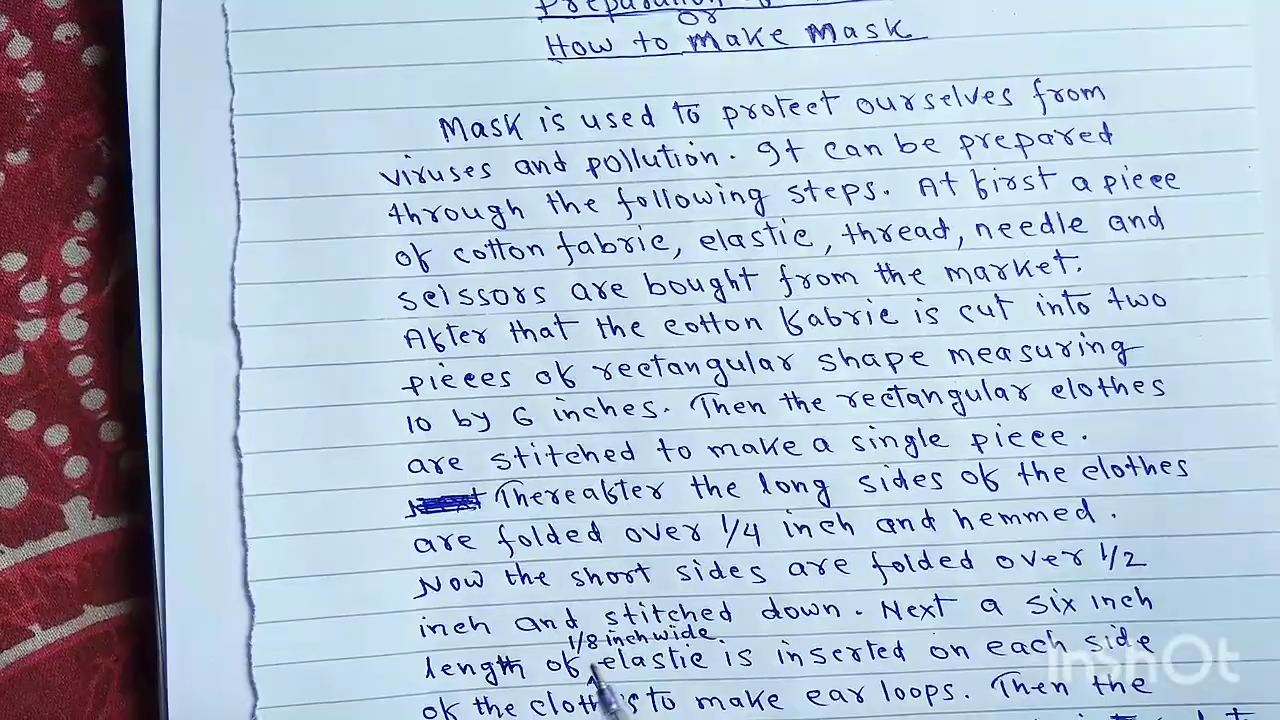 Preparation of
or
How to Make Mask
Mask is used to protect ourselves from
viruses and pollution. It can be prepared
through the following steps. At first a piece
of cotton fabric, elastic, thread, needle and
scissors are bought from the market.
After that the cotton fabric is cut into two
pieces of rectangular shape measuring
10 by 6 inches. Then the rectangular clothes
are stitched to make a single piece.
Thereafter the long sides of the clothes
are folded over 1/4 inch and hemmed.
Now the short sides are folded over 1/2
inch and stitched down. Next a six inch
1/8 inch wide
length of elastic is inserted on each side
of the cloth is to make ear loops. Then the
InShOt